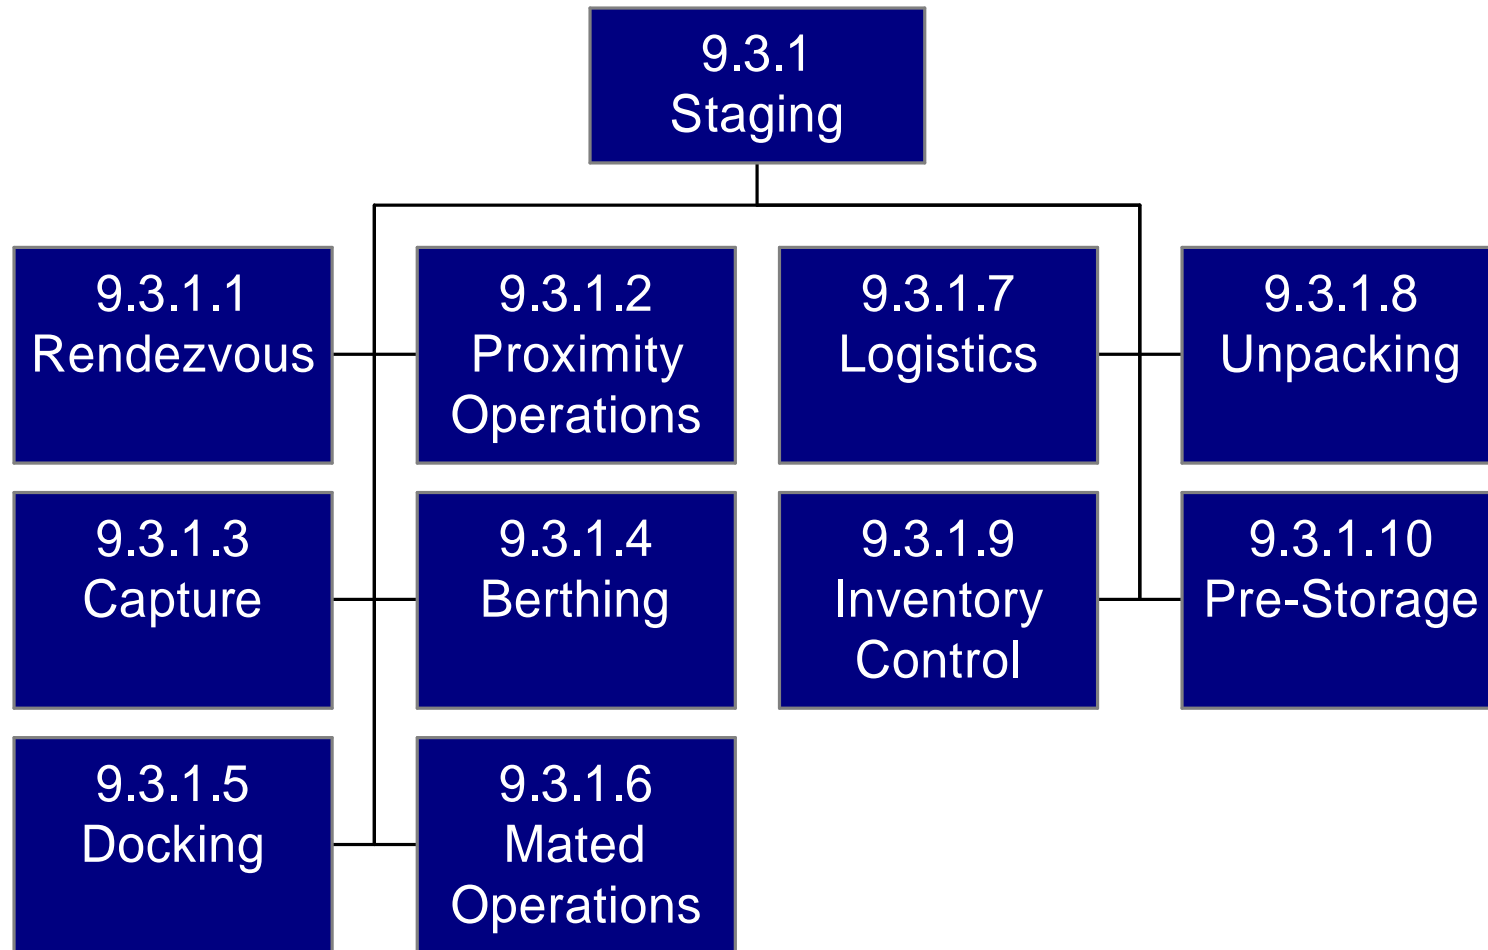 9.3.1
Staging
9.3.1.1
Rendezvous
9.3.1.2
Proximity
Operations
9.3.1.7
Logistics
9.3.1.8
Unpacking
9.3.1.3
Capture
9.3.1.4
Berthing
9.3.1.9
Inventory
Control
9.3.1.10
Pre-Storage
9.3.1.5
Docking
9.3.1.6
Mated
Operations